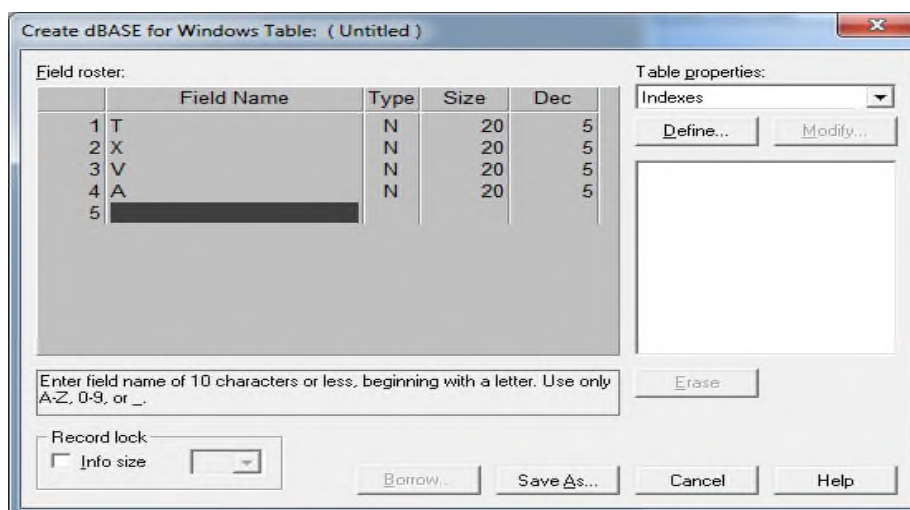 Create dBASE for Windows Table: ( Untitled )
Field roster:
Field Name Type Size Dec
1 T N 20 5
2 X N 20 5
3 V N 20 5
4 A N 20 5
5
Enter field name of 10 characters or less, beginning with a letter. Use only
A-Z, 0-9, or _.
Record lock
Info size
Table properties:
Indexes
Define... Modify...
Erase
Borrow... Save As... Cancel Help